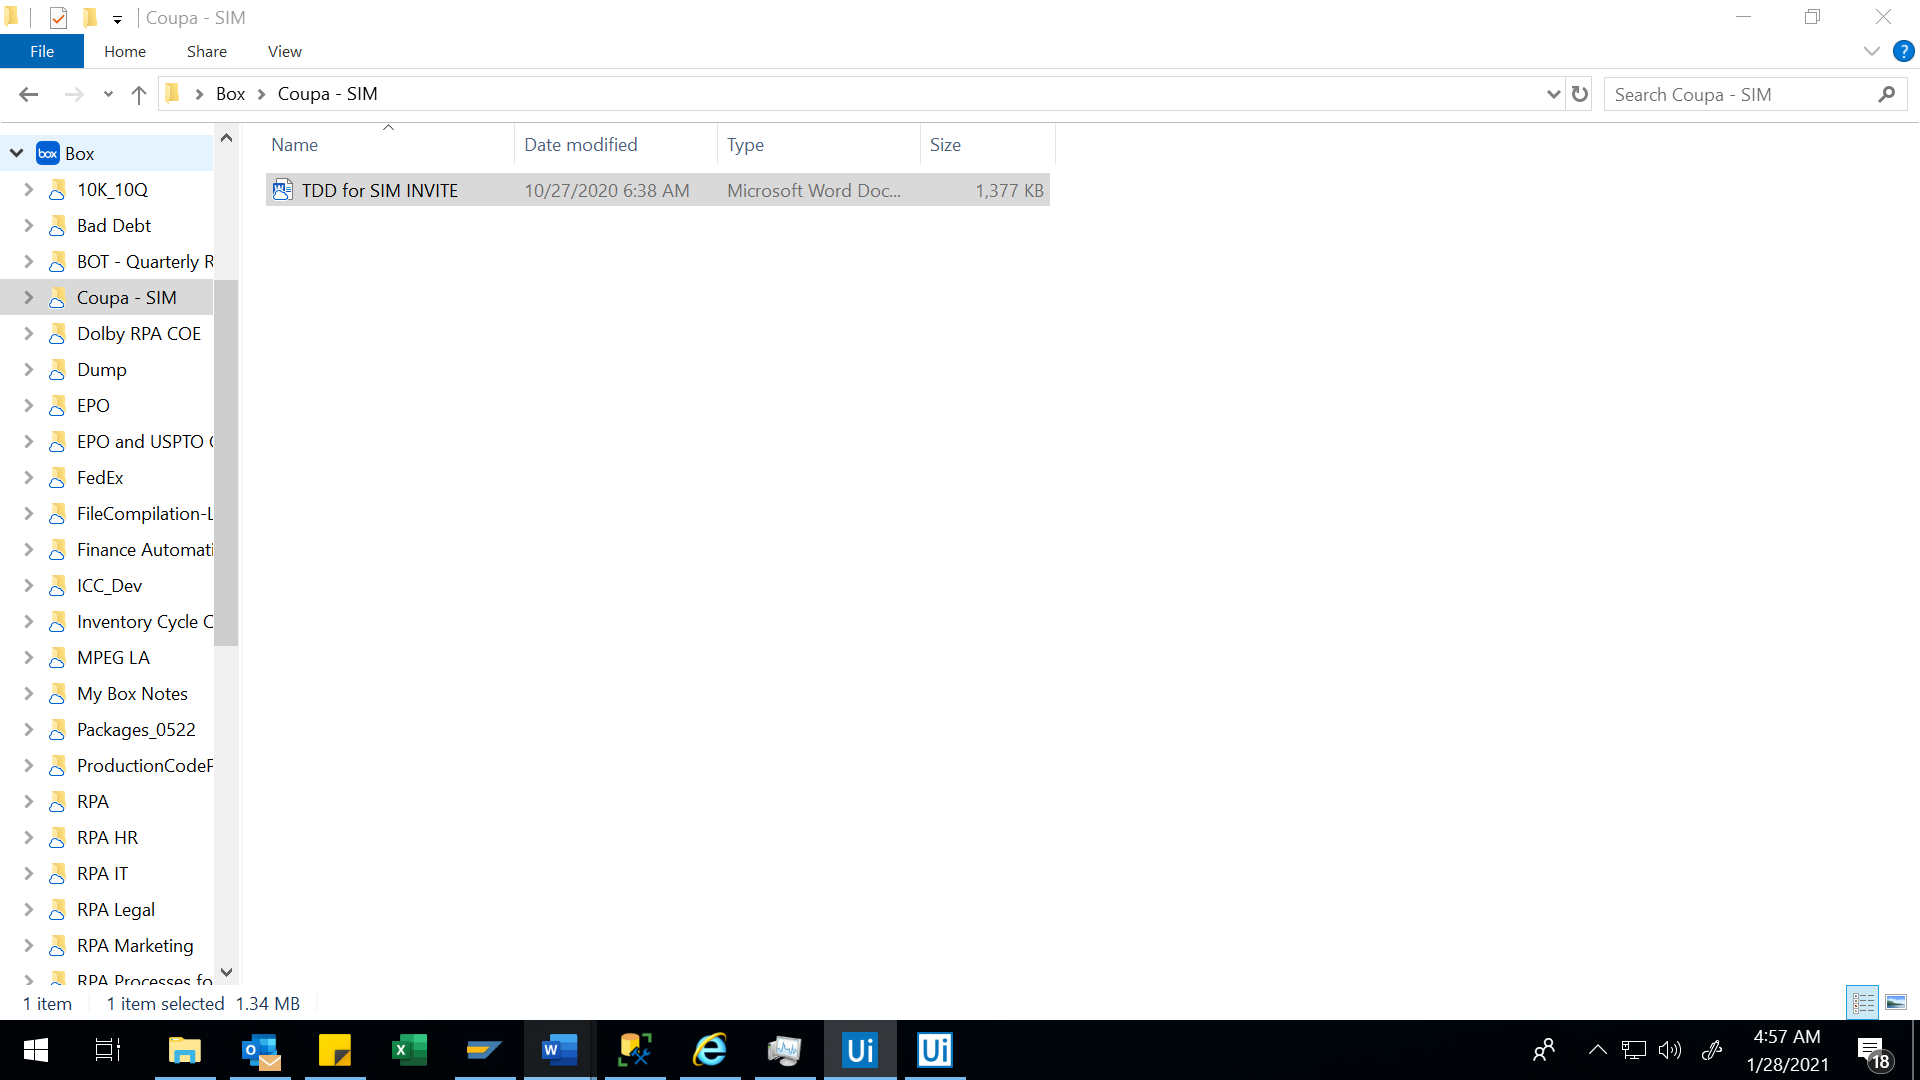 Coupa - SIM
File Home Share View
?
Box Coupa - SIM
Search Coupa - SIM
Name Date modified Type Size
box Box
TDD for SIM INVITE 10/27/2020 6:38 AM Microsoft Word Doc... 1,377 KB
10K_10Q
Bad Debt
BOT - Quarterly R
Coupa - SIM
Dolby RPA COE
Dump
EPO
EPO and USPTO
FedEx
FileCompilation-L
Finance Automati
ICC_Dev
Inventory Cycle C
MPEG LA
My Box Notes
Packages_0522
ProductionCodeP
RPA
RPA HR
RPA IT
RPA Legal
RPA Marketing
RPA Processes fo
1 item 1 item selected 1.34 MB
4:57 AM
1/28/2021
18